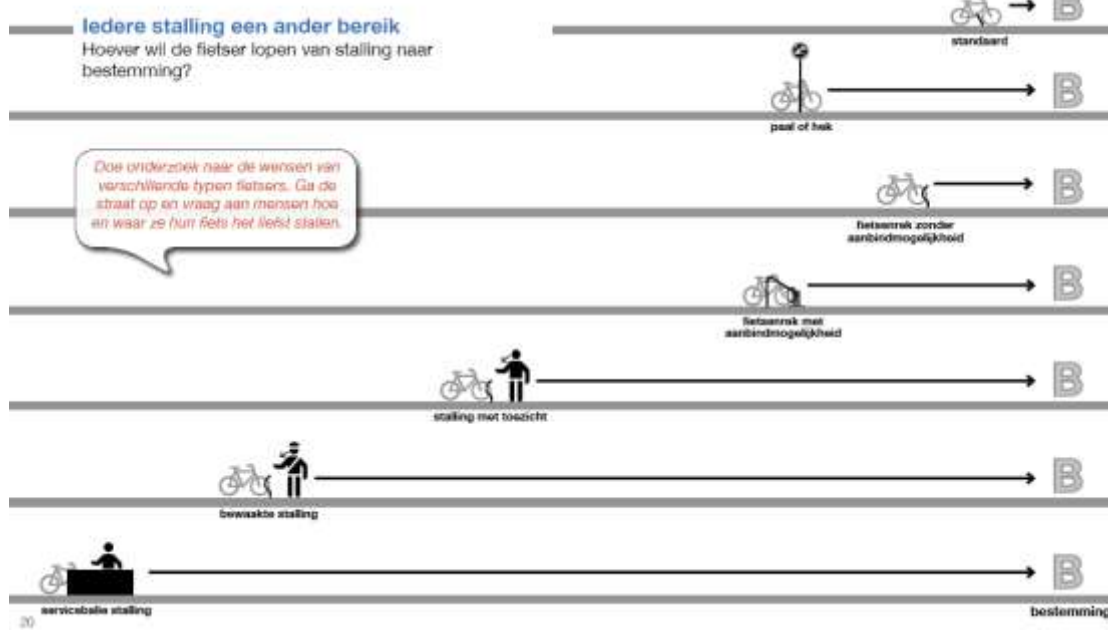 Iedere stalling een ander bereik
Hoever wil de fietser lopen van stalling naar
bestemming?
B
standaard
B
paal of hek
Doe onderzoek naar de wensen van
verschillende typen fietsers. Ga de
straat op en vraag aan mensen hoe
en waar ze hun fiets het liefst stallen.
B
fietsenrek zonder
aanbindmogelijkheid
B
fietsenrek met
aanbindmogelijkheid
B
stalling met toezicht
B
bewaakte stalling
B
servicebalie stalling
bestemming
20